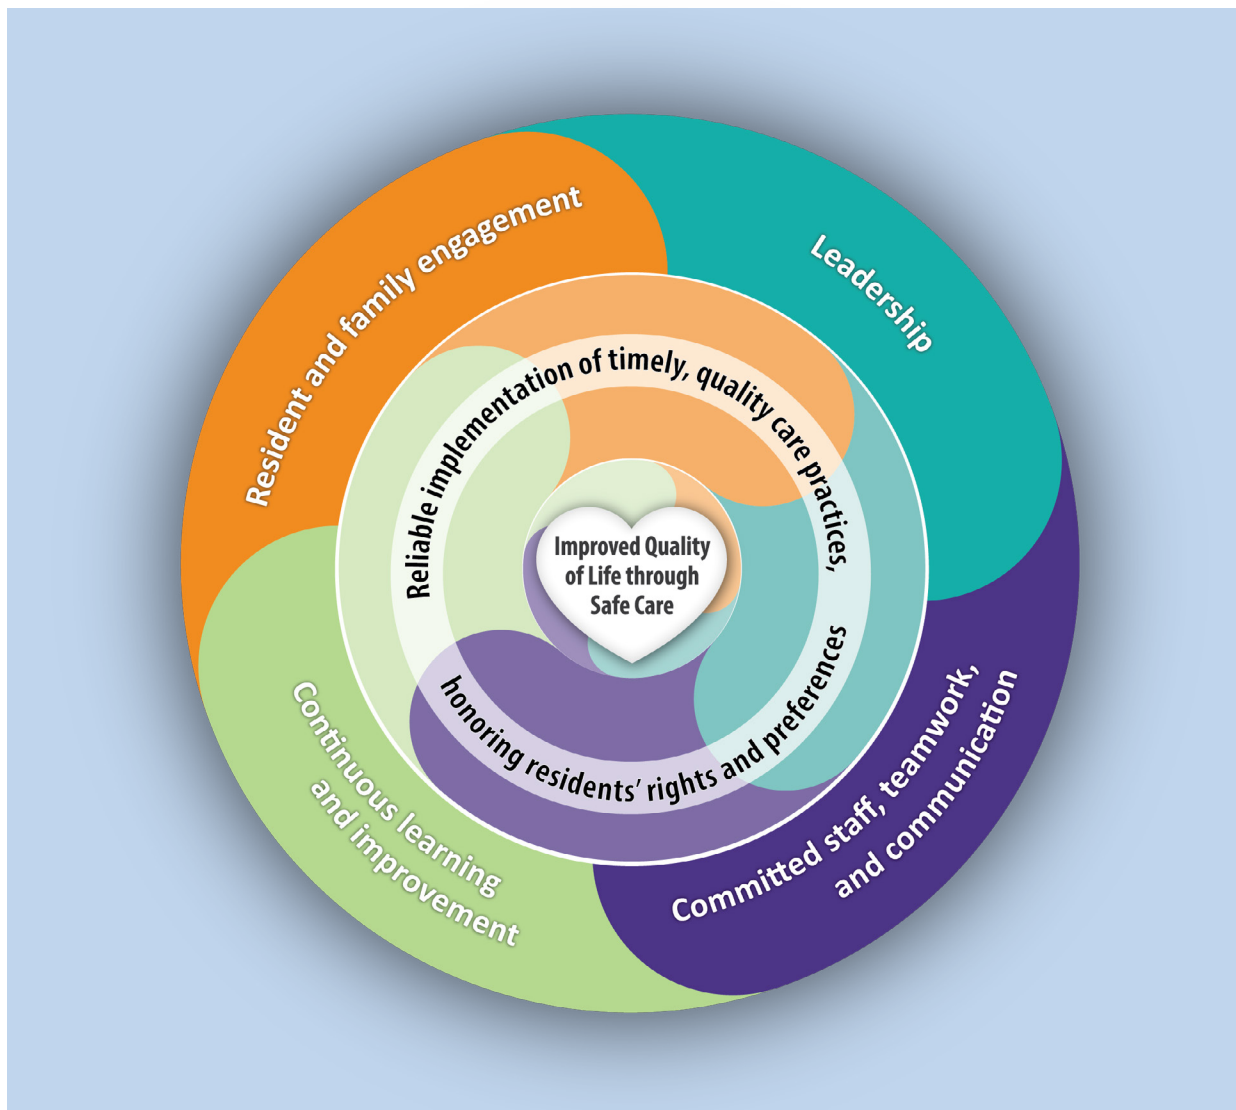 Resident and family engagement
Leadership
Reliable implementation of timely, quality care practices,
honoring residents’ rights and preferences
Improved Quality
of Life through
Safe Care
Continuous learning
and improvement
Committed staff, teamwork,
and communication